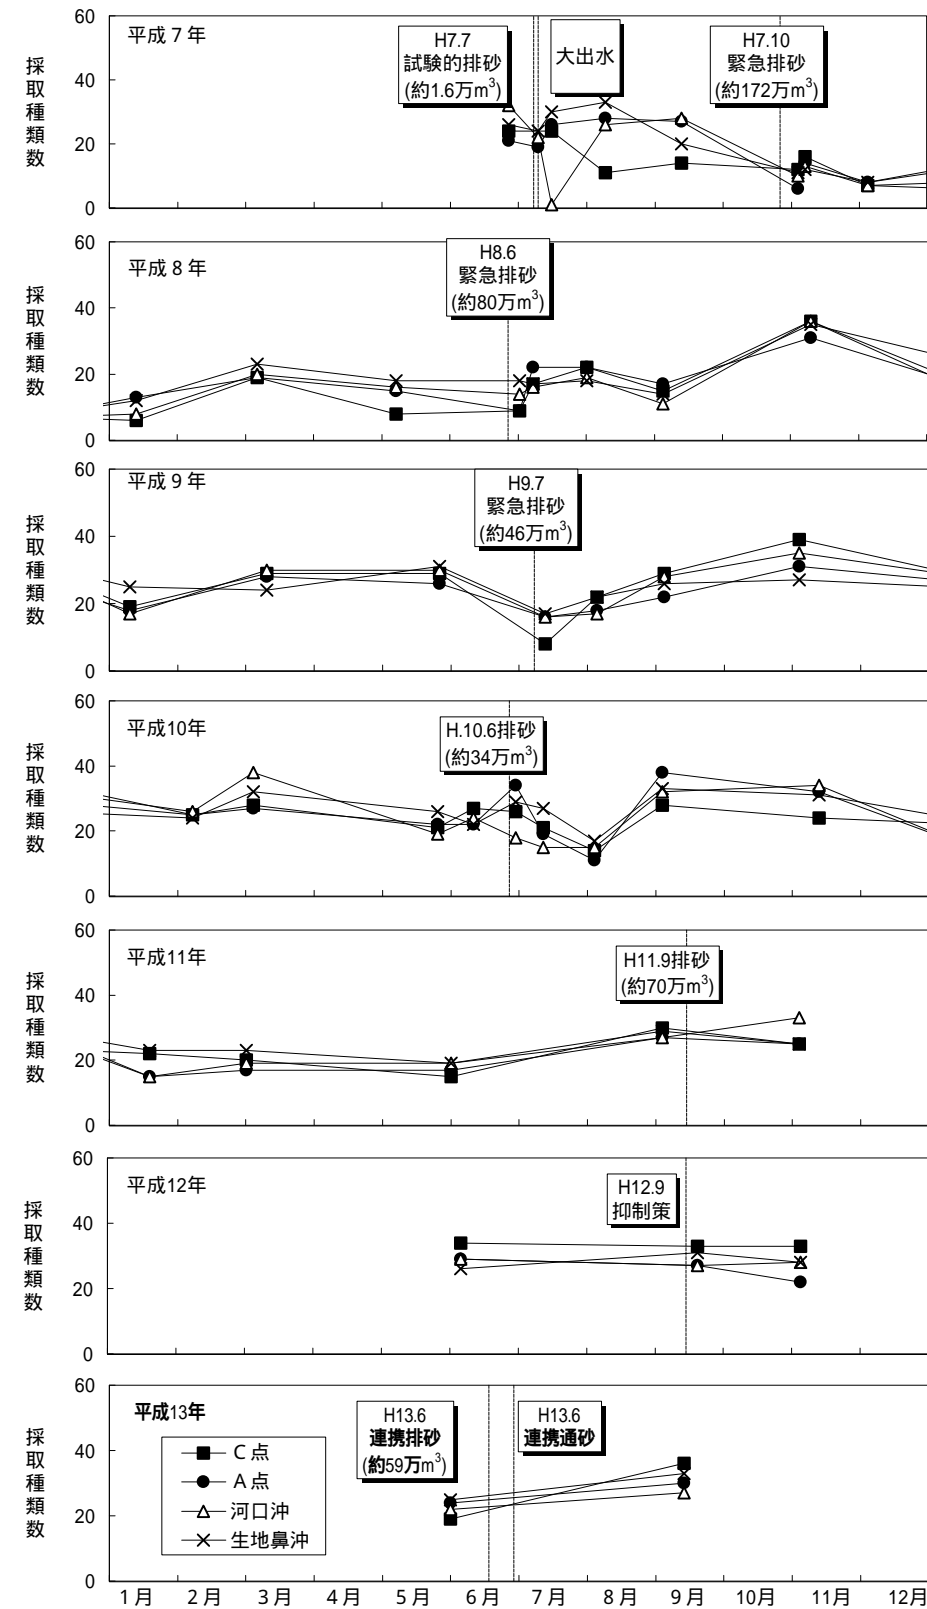 平成７年
採取種類数
60
40
20
0
H7.7
試験的排砂
(約1.6万m³)
大出水
H7.10
緊急排砂
(約172万m³)
平成８年
採取種類数
60
40
20
0
H8.6
緊急排砂
(約80万m³)
平成９年
採取種類数
60
40
20
0
H9.7
緊急排砂
(約46万m³)
平成10年
採取種類数
60
40
20
0
H.10.6排砂
(約34万m³)
平成11年
採取種類数
60
40
20
0
H11.9排砂
(約70万m³)
平成12年
採取種類数
60
40
20
0
H12.9
抑制策
平成13年
採取種類数
60
40
20
0
H13.6
連携排砂
(約59万m³)
H13.6
連携通砂
C点
A点
河口沖
生地鼻沖
1月 2月 3月 4月 5月 6月 7月 8月 9月 10月 11月 12月